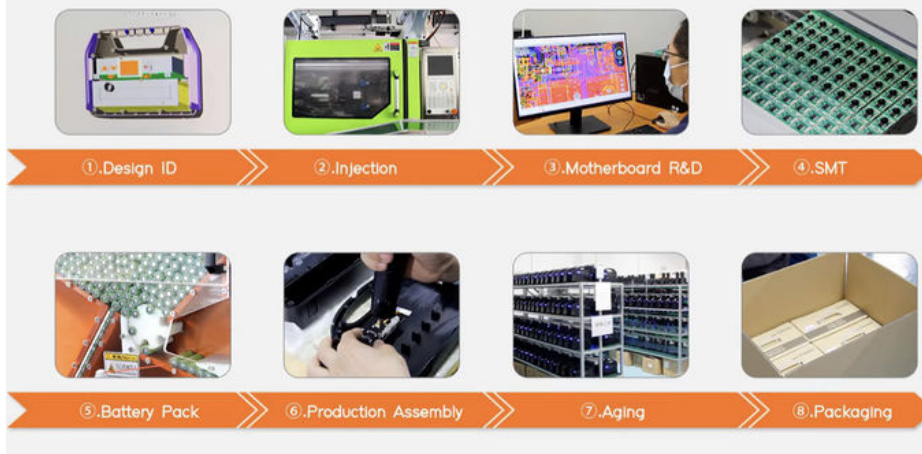 ①.Design ID
②.Injection
③.Motherboard R&D
④.SMT
⑤.Battery Pack
⑥.Production Assembly
⑦.Aging
⑧.Packaging